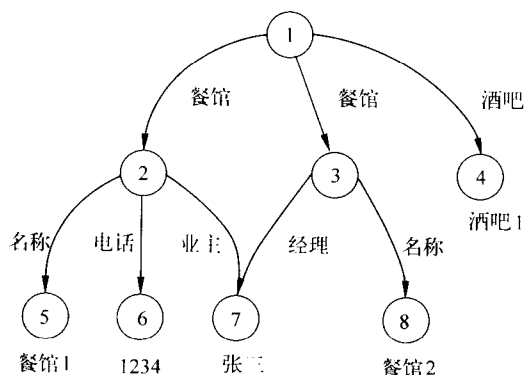 1
餐馆 餐馆 酒吧
2 3 4
酒吧1
名称 电话 业主 经理 名称
5 6 7 8
餐馆1 1234 张三 餐馆2